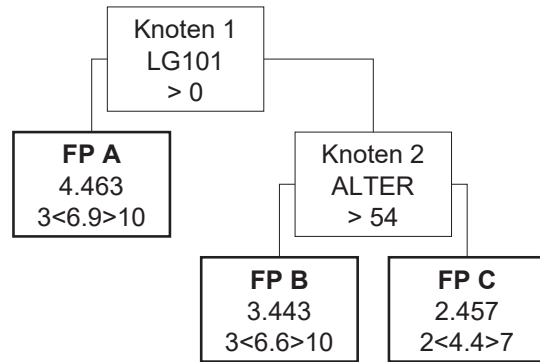 Knoten 1
LG101
> 0
FP A
4.463
3<6.9>10
Knoten 2
ALTER
> 54
FP B
3.443
3<6.6>10
FP C
2.457
2<4.4>7